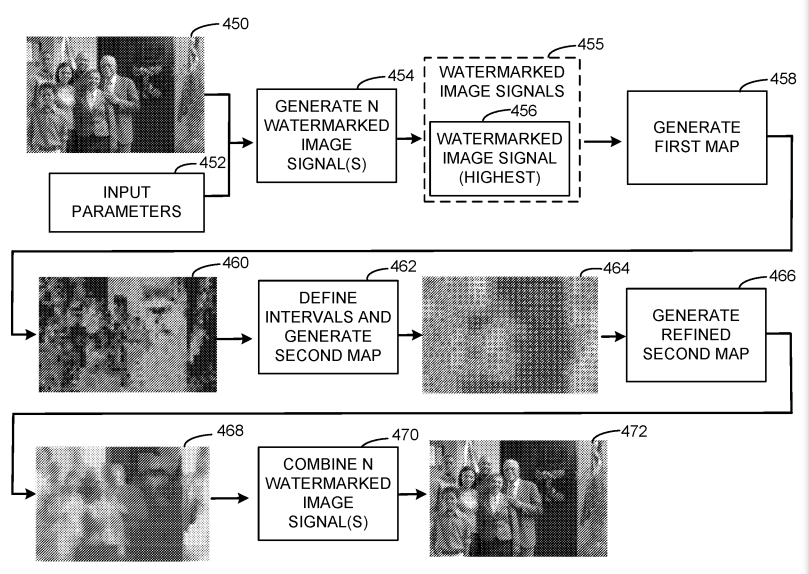 450
454
GENERATE N
WATERMARKED
IMAGE
SIGNAL(S)
455
WATERMARKED
IMAGE SIGNALS
456
WATERMARKED
IMAGE SIGNAL
(HIGHEST)
458
GENERATE
FIRST MAP
452
INPUT
PARAMETERS
460
462
DEFINE
INTERVALS AND
GENERATE
SECOND MAP
464
466
GENERATE
REFINED
SECOND MAP
468
470
COMBINE N
WATERMARKED
IMAGE
SIGNAL(S)
472